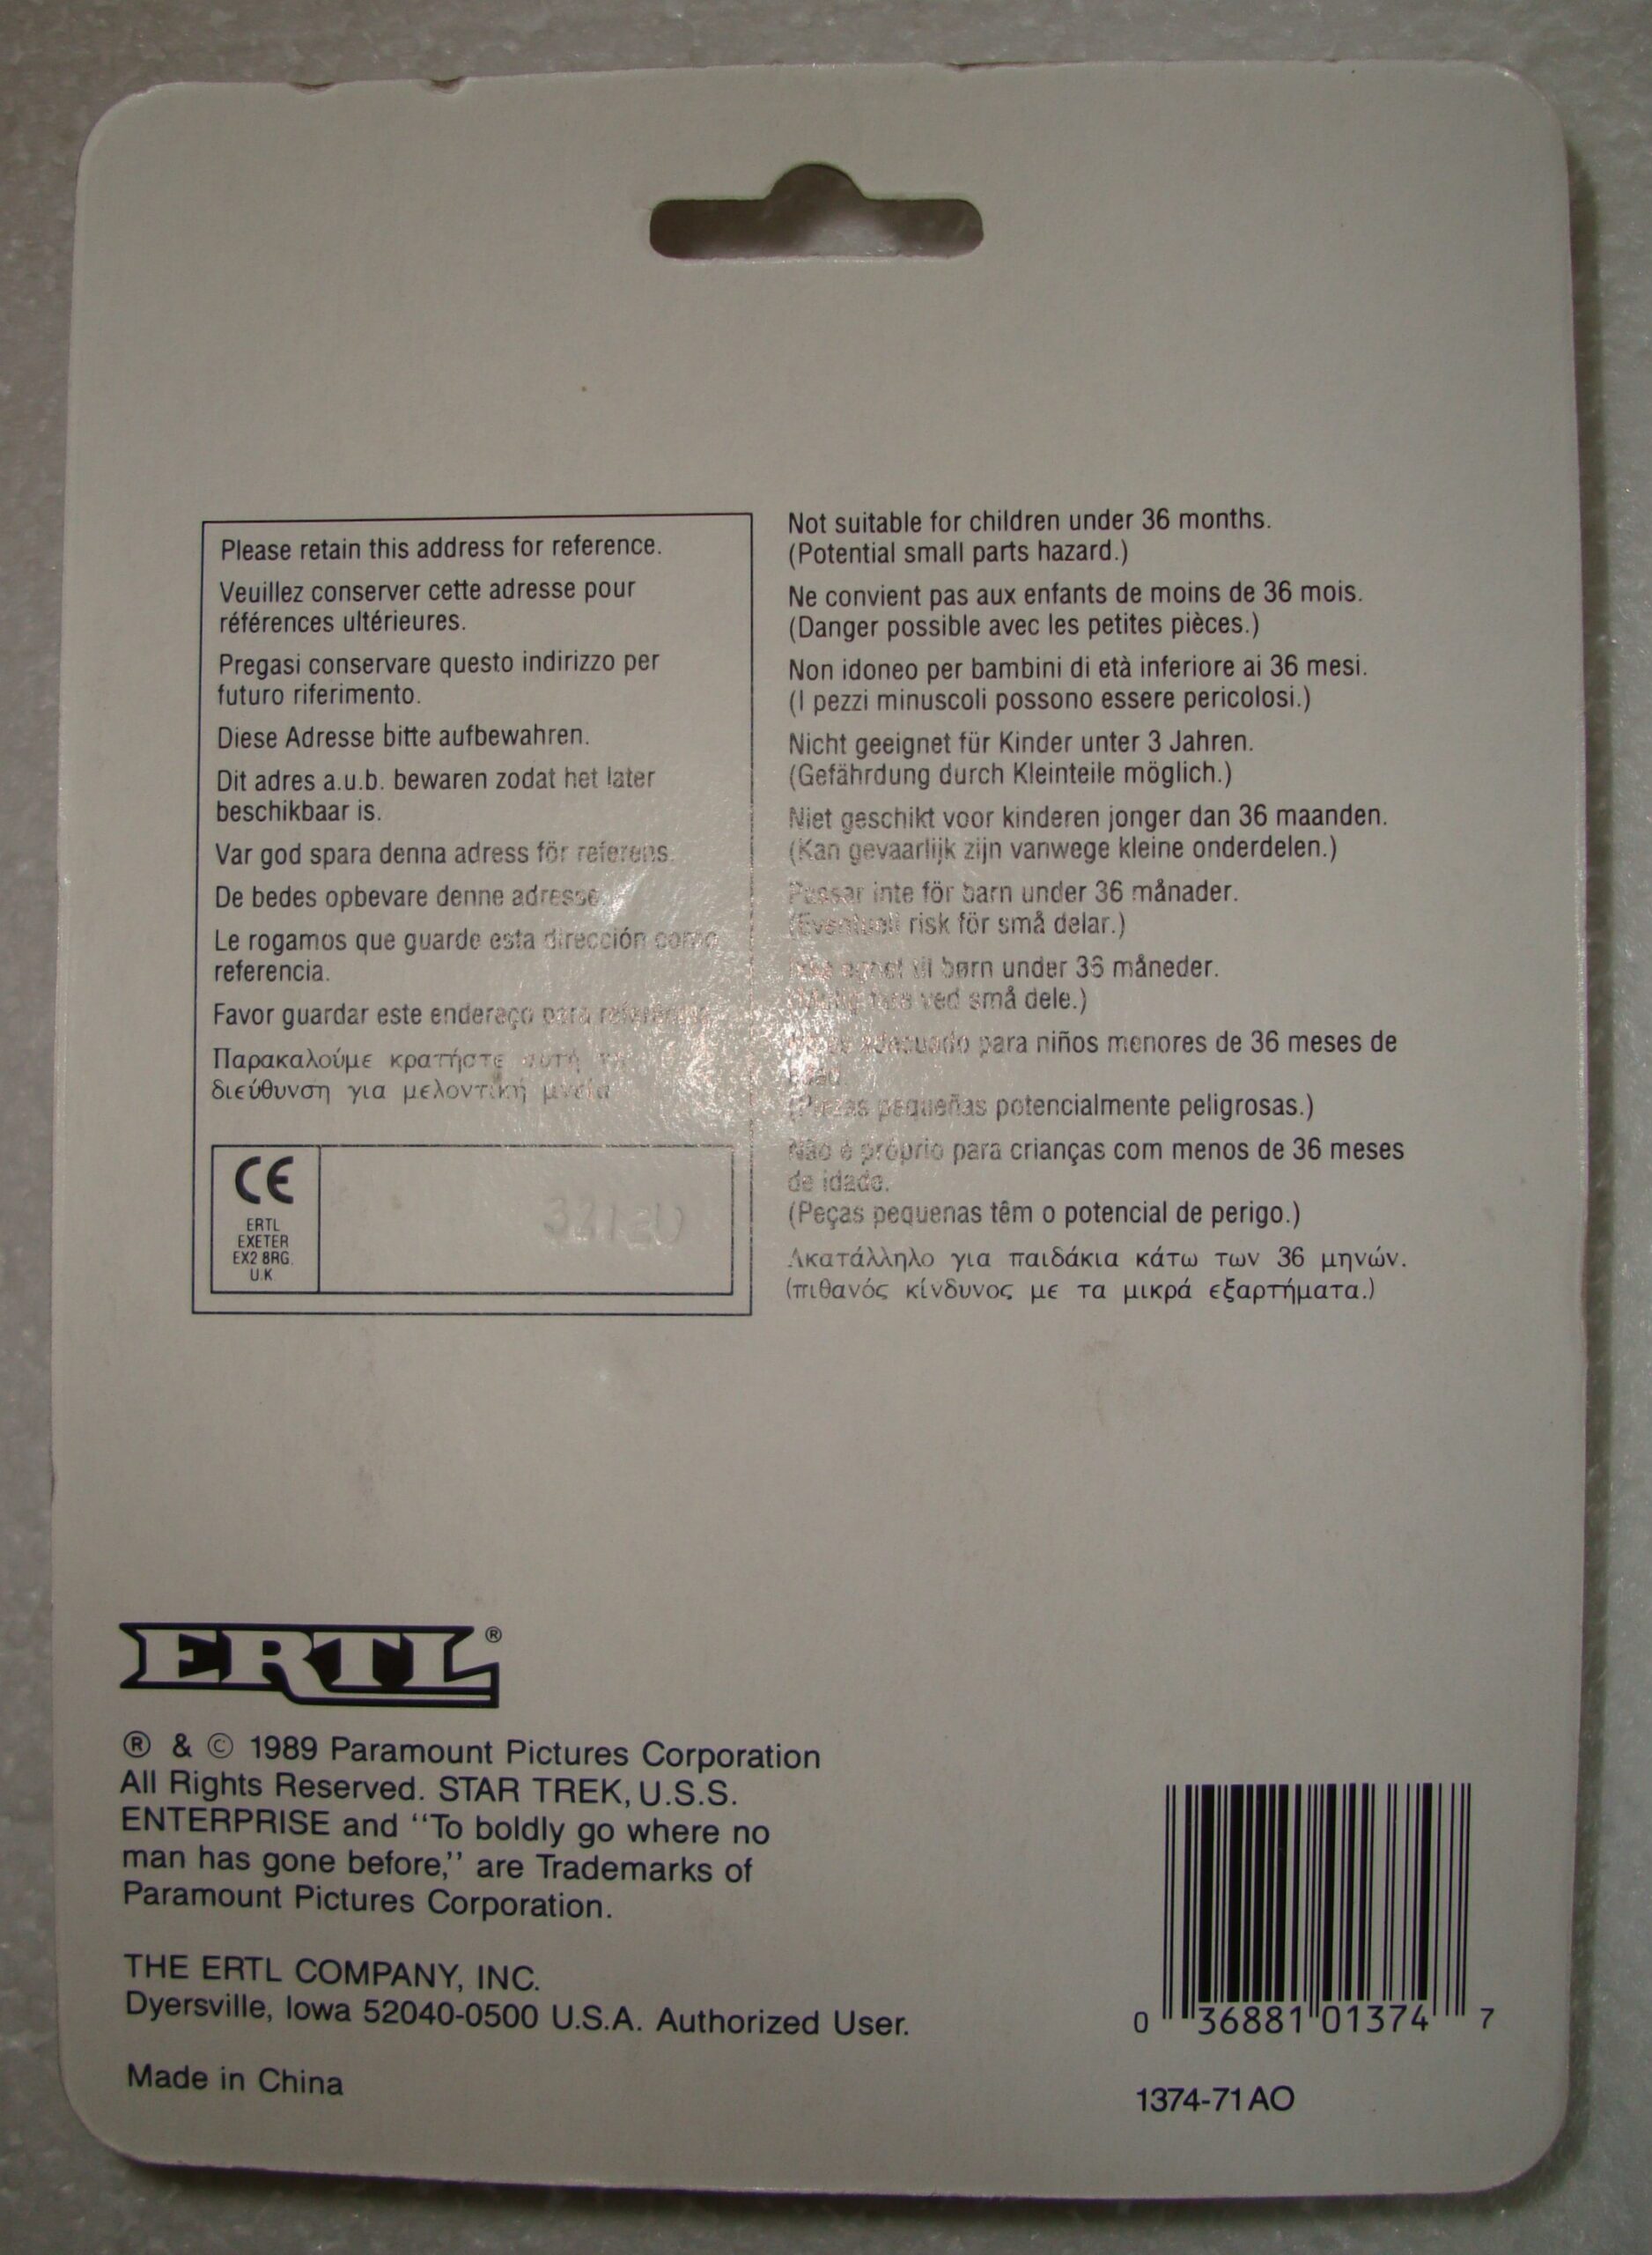 Please retain this address for reference.
Veuillez conserver cette adresse pour
références ultérieures.
Pregasi conservare questo indirizzo per
futuro riferimento.
Diese Adresse bitte aufbewahren.
Dit adres a.u.b. bewaren zodat het later
beschikbaar is.
Var god spara denna adress för referens.
De bedes opbevare denne adresse.
Le rogamos que guarde esta dirección como
referencia.
Favor guardar este endereço para
Παρακαλούμε κρατήστε αυτή
διεύθυνση για μελοντική μνεία
CE
ERTL
EXETER
EX2 8RG.
U.K
Not suitable for children under 36 months.
(Potential small parts hazard.)
Ne convient pas aux enfants de moins de 36 mois.
(Danger possible avec les petites pièces.)
Non idoneo per bambini di età inferiore ai 36 mesi.
(I pezzi minuscoli possono essere pericolosi.)
Nicht geeignet für Kinder unter 3 Jahren.
(Gefährdung durch Kleinteile möglich.)
Niet geschikt voor kinderen jonger dan 36 maanden.
(Kan gevaarlijk zijn vanwege kleine onderdelen.)
Passar inte för barn under 36 månader.
(Eventuell risk för små delar.)
egnet til børn under 36 måneder.
ved små dele.)
adecuado para niños menores de 36 meses de
edad.
(Piezas pequeñas potencialmente peligrosas.)
Não é próprio para crianças com menos de 36 meses
de idade.
(Peças pequenas têm o potencial de perigo.)
Ακατάλληλο για παιδάκια κάτω των 36 μηνών.
(πιθανός κίνδυνος με τα μικρά εξαρτήματα.)
ERTL®
® & © 1989 Paramount Pictures Corporation
All Rights Reserved. STAR TREK, U.S.S.
ENTERPRISE and ‘‘To boldly go where no
man has gone before,’’ are Trademarks of
Paramount Pictures Corporation.
THE ERTL COMPANY, INC.
Dyersville, Iowa 52040-0500 U.S.A. Authorized User.
Made in China
0 36881 01374 7
1374-71AO